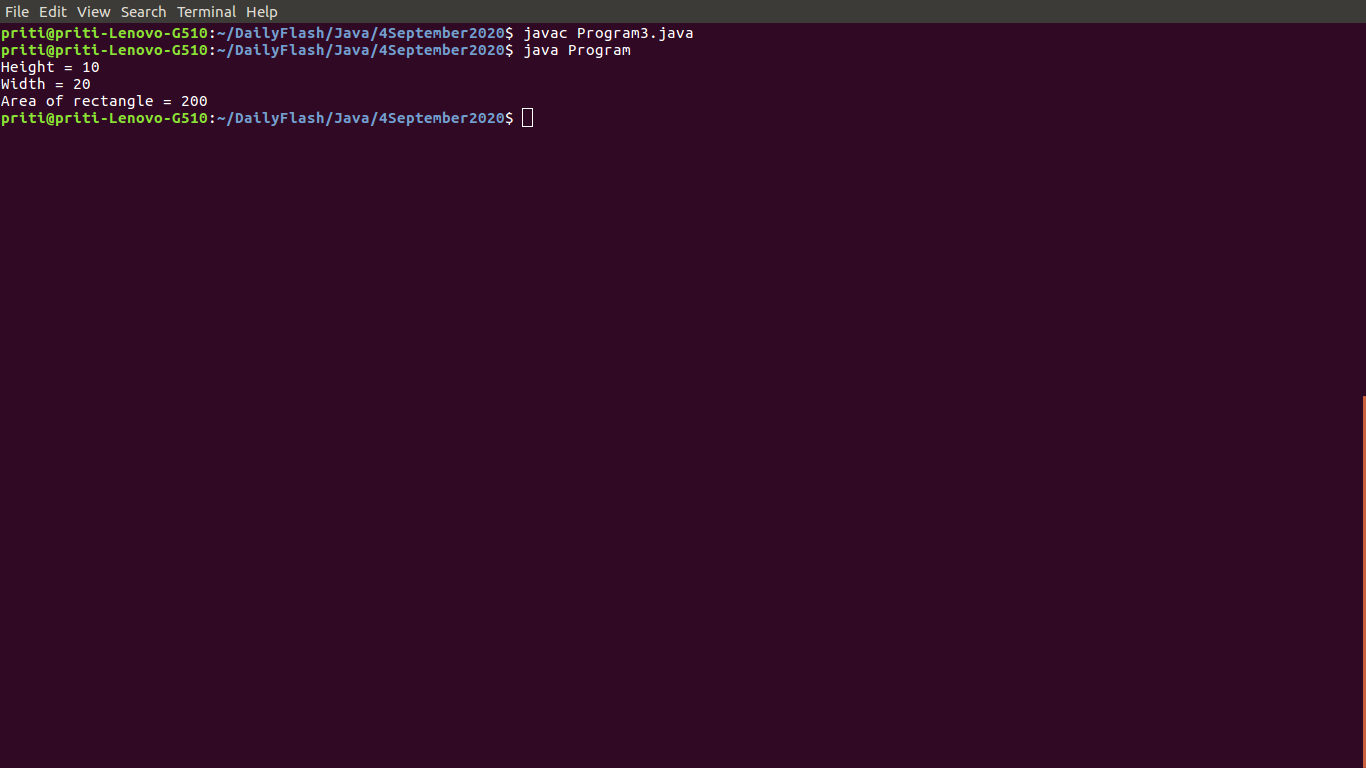 File Edit View Search Terminal Help
priti@priti-Lenovo-G510:~/DailyFlash/Java/4September2020$ javac Program3.java
priti@priti-Lenovo-G510:~/DailyFlash/Java/4September2020$ java Program
Height = 10
Width = 20
Area of rectangle = 200
priti@priti-Lenovo-G510:~/DailyFlash/Java/4September2020$